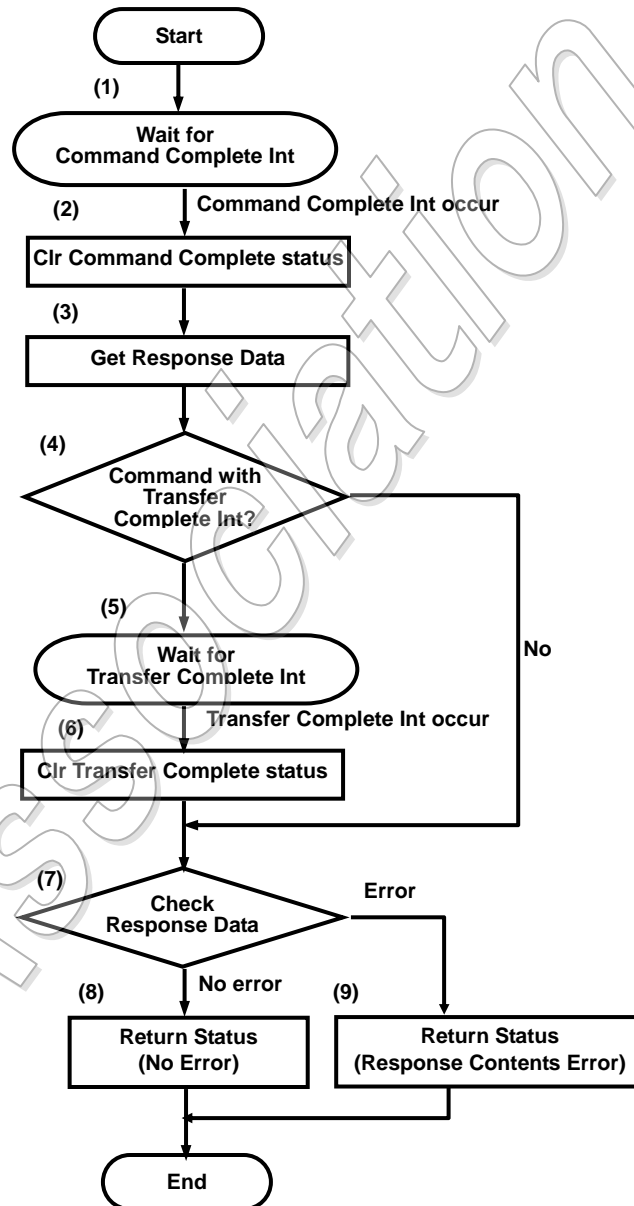 Start
(1)
Wait for
Command Complete Int
(2)
Command Complete Int occur
Clr Command Complete status
(3)
Get Response Data
(4)
Command with
Transfer
Complete Int?
(5)
Wait for
Transfer Complete Int
No
(6)
Transfer Complete Int occur
Clr Transfer Complete status
(7)
Check
Response Data
Error
No error
(8)
Return Status
(No Error)
(9)
Return Status
(Response Contents Error)
End
ssociation